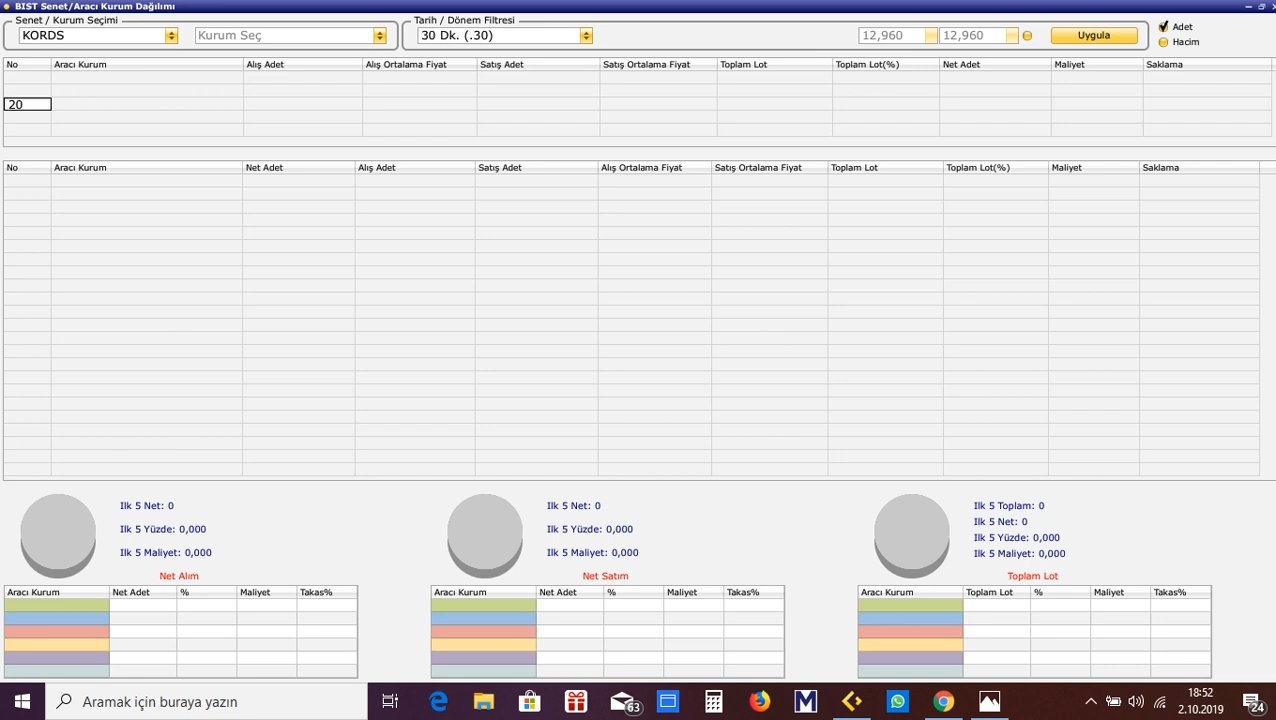 BIST Senet/Aracı Kurum Dağılımı
Senet / Kurum Seçimi Tarih / Dönem Filtresi
KORDS Kurum Seç 30 Dk. (.30) 12,960 12,960 Uygula Adet
Hacim
No Aracı Kurum Alış Adet Alış Ortalama Fiyat Satış Adet Satış Ortalama Fiyat Toplam Lot Toplam Lot(%) Net Adet Maliyet Saklama
20
No Aracı Kurum Net Adet Alış Adet Satış Adet Alış Ortalama Fiyat Satış Ortalama Fiyat Toplam Lot Toplam Lot(%) Maliyet Saklama
Ilk 5 Net: 0
Ilk 5 Yüzde: 0,000
Ilk 5 Maliyet: 0,000
Net Alım
Aracı Kurum Net Adet % Maliyet Takas%
Ilk 5 Net: 0
Ilk 5 Yüzde: 0,000
Ilk 5 Maliyet: 0,000
Net Satım
Aracı Kurum Net Adet % Maliyet Takas%
Ilk 5 Toplam: 0
Ilk 5 Net: 0
Ilk 5 Yüzde: 0,000
Ilk 5 Maliyet: 0,000
Toplam Lot
Aracı Kurum Toplam Lot % Maliyet Takas%
Aramak için buraya yazın
63
18:52
2.10.2019
24